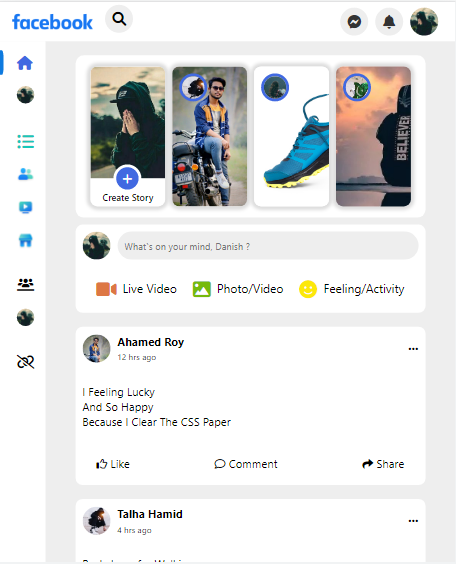 facebook
BELIEVER
Create Story
What's on your mind, Danish ?
Live Video
Photo/Video
Feeling/Activity
Ahamed Roy
12 hrs ago
I Feeling Lucky
And So Happy
Because I Clear The CSS Paper
Like
Comment
Share
Talha Hamid
4 hrs ago